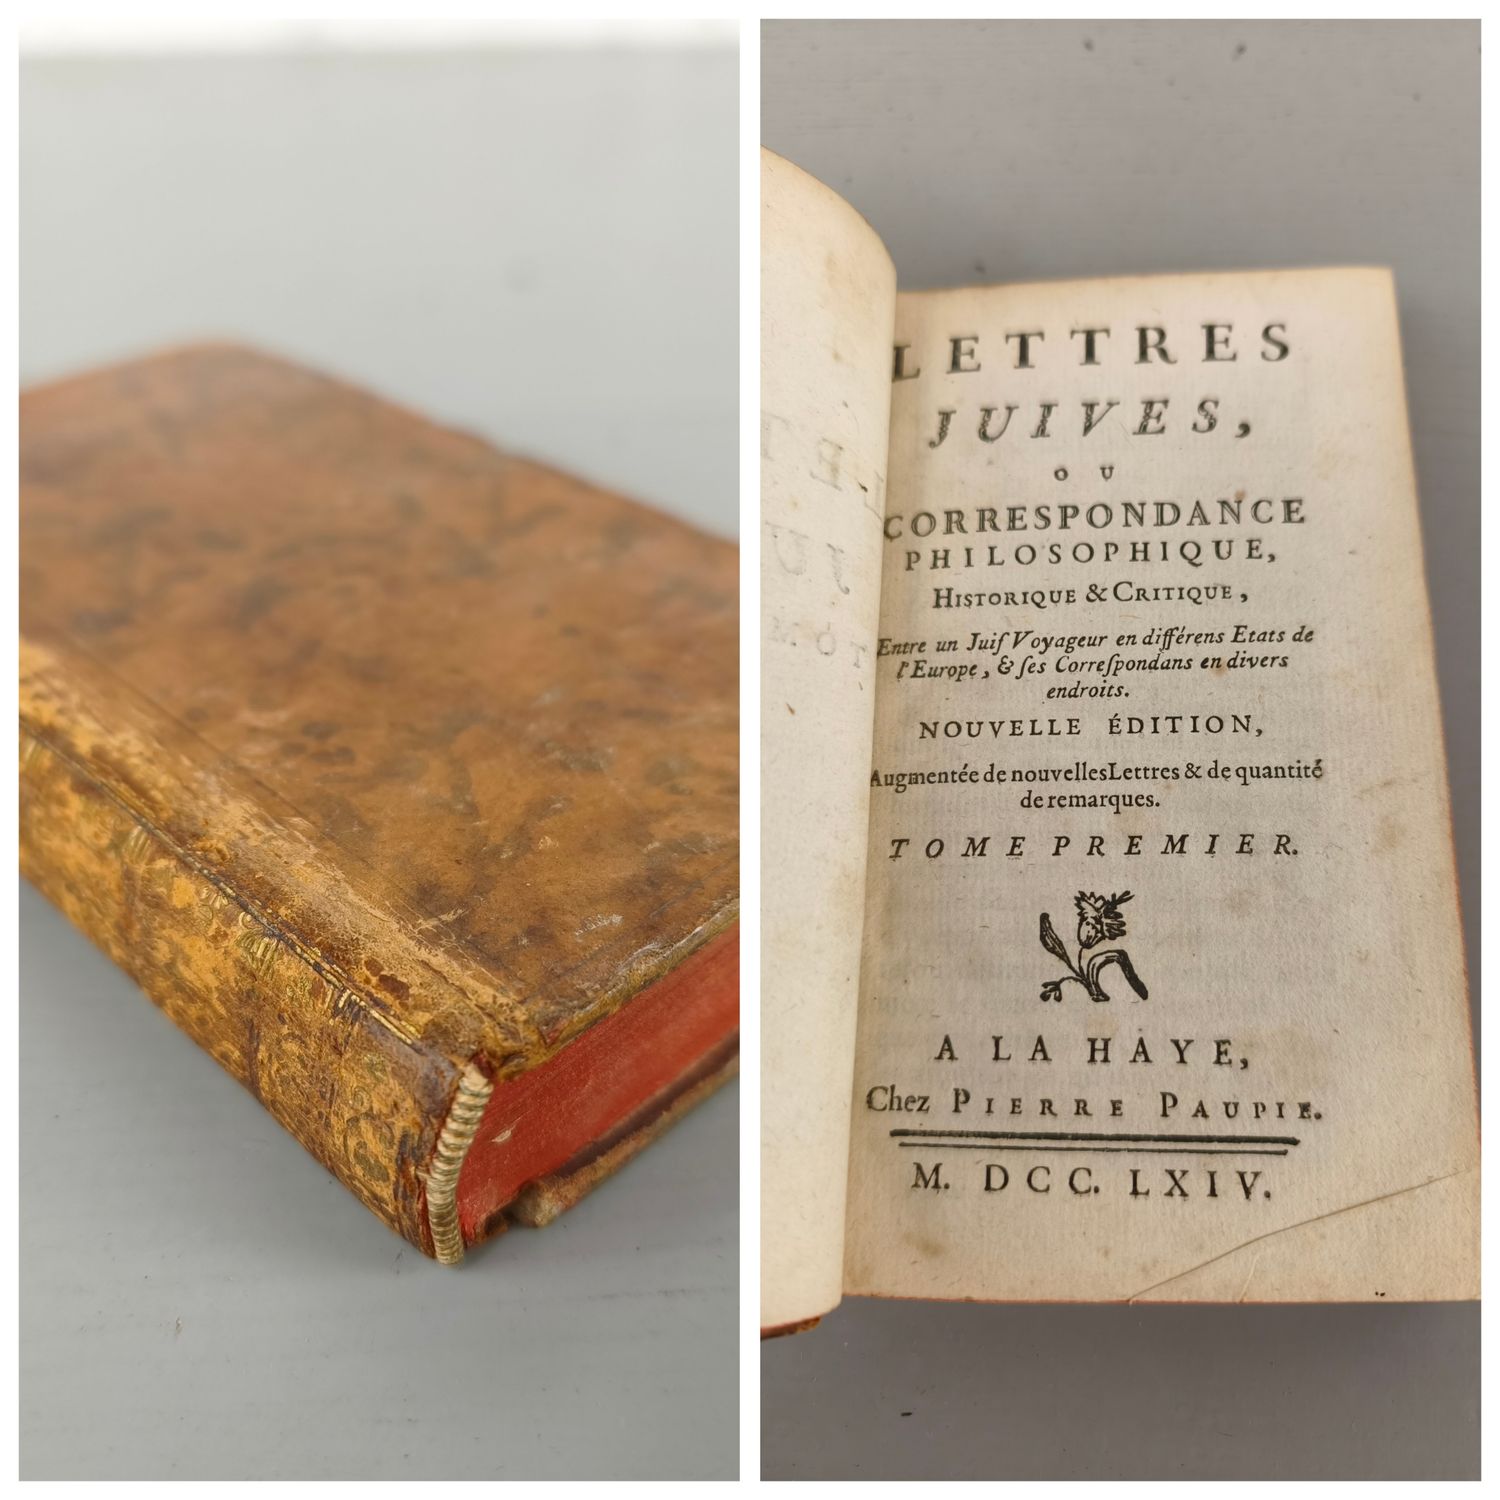 LETTRES
JUIVES,
OU
CORRESPONDANCE
PHILOSOPHIQUE,
HISTORIQUE & CRITIQUE,
Entre un Juif Voyageur en différens Etats de
l'Europe, & ſes Correſpondans en divers
endroits.
NOUVELLE ÉDITION,
Augmentée de nouvelles Lettres & de quantité
de remarques.
TOME PREMIER.
A LA HAYE,
Chez PIERRE PAUPIE.
M. DCC. LXIV.